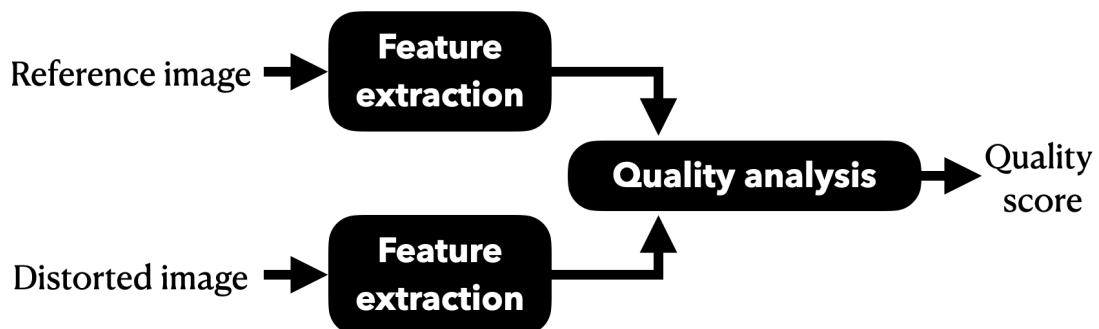 Reference image
Feature
extraction
Quality analysis
Quality
score
Distorted image
Feature
extraction